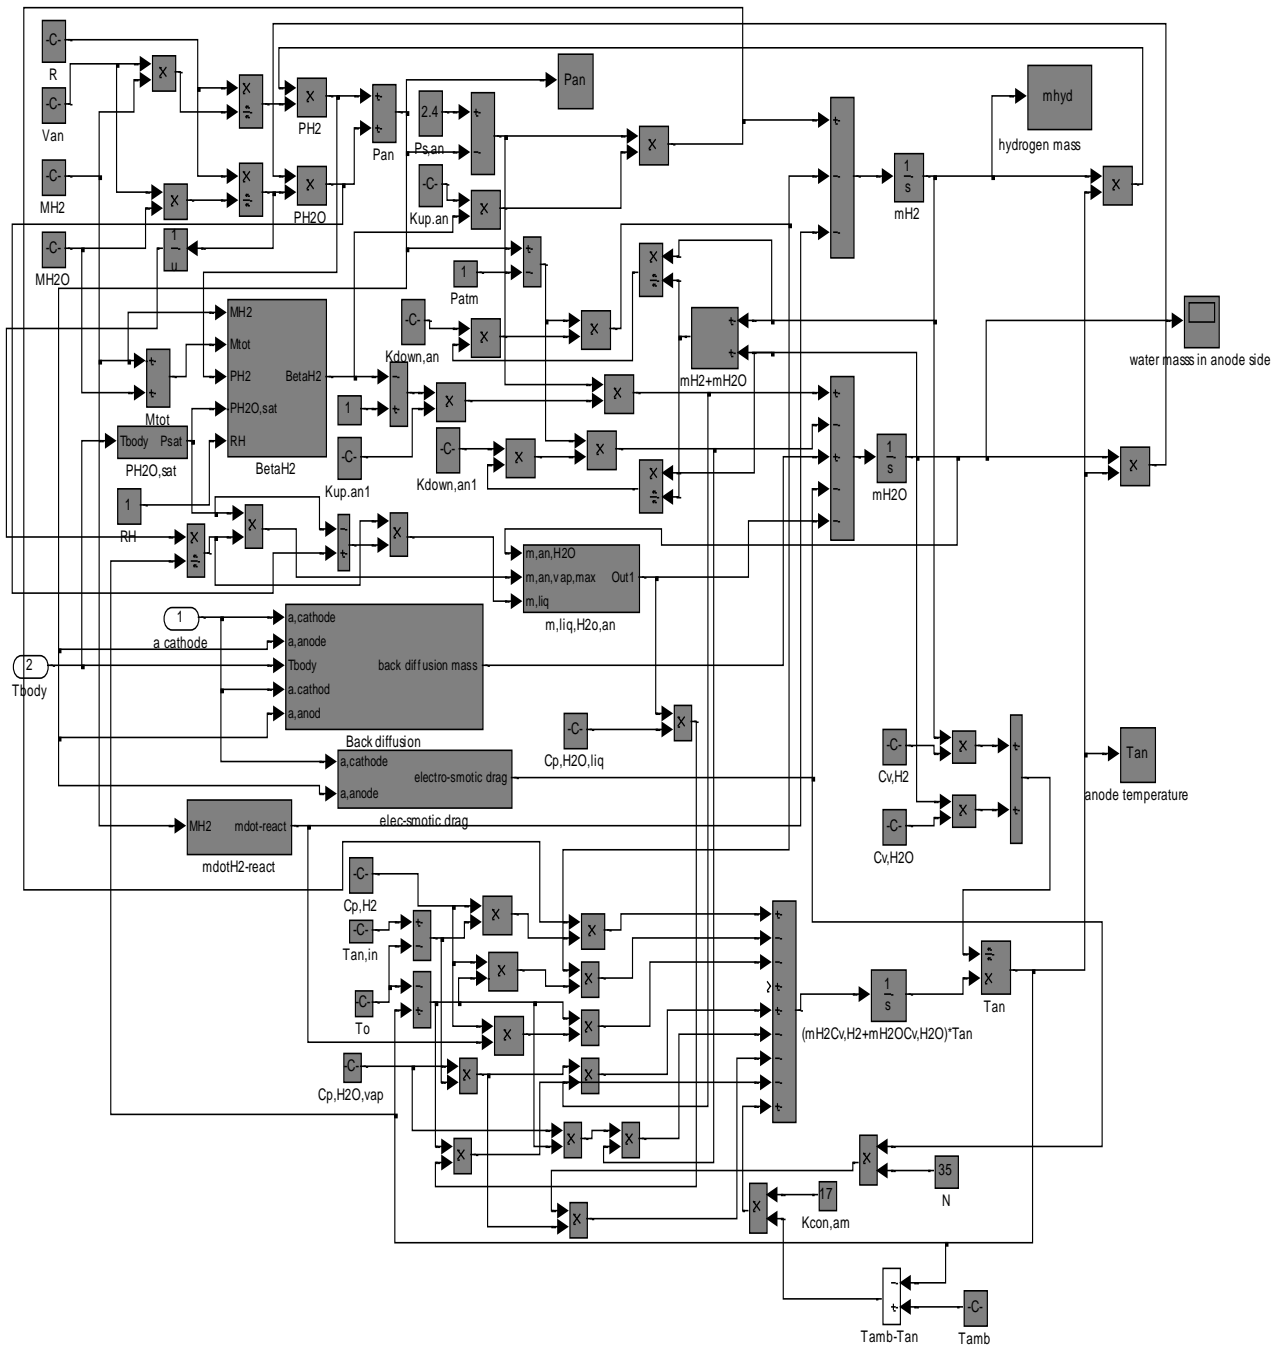 -C-
R
-C-
Van
-C-
MH2
-C-
MH2O
1
u
X
X
÷
X
PH2
+
+
Pan
Pan
2.4
Ps,an
+
−
X
-C-
Kup.an
X
X
X
÷
X
PH2O
+
−
−
1
s
mH2
mhyd
hydrogen mass
X
1
Patm
+
−
X
÷
+
+
mH2+mH2O
-C-
Kdown,an
X
X
water masss in anode side
MH2
Mtot
PH2
PH2O,sat
RH
BetaH2
BetaH2
+
+
Mtot
Tbody Psat
PH2O,sat
1
RH
−
+
1
X
X
-C-
Kup.an1
-C-
Kdown,an1
X
X
X
÷
+
−
+
−
−
1
s
mH2O
X
X
÷
X
−
+
X
m,an,H2O
m,an,vap,max
m,liq
Out1
m,liq,H2o,an
1
a cathode
2
Tbody
a,cathode
a,anode
Tbody
a.cathod
a,anod
back diffusion mass
Back diffusion
a,cathode
a,anode
electro-smotic drag
elec-smotic drag
-C-
Cp,H2O,liq
X
MH2 mdot-react
mdotH2-react
-C-
Cv,H2
X
-C-
Cv,H2O
X
+
+
Tan
anode temperature
-C-
Cp,H2
-C-
Tan,in
+
−
X
X
-C-
To
−
+
X
X
X
X
-C-
Cp,H2O,vap
X
X
X
X
X
X
+
−
−
+
−
−
−
+
1
s
(mH2Cv,H2+mH2OCv,H2O)*Tan
÷
X
Tan
X
35
N
X
17
Kcon,am
−
+
Tamb-Tan
-C-
Tamb